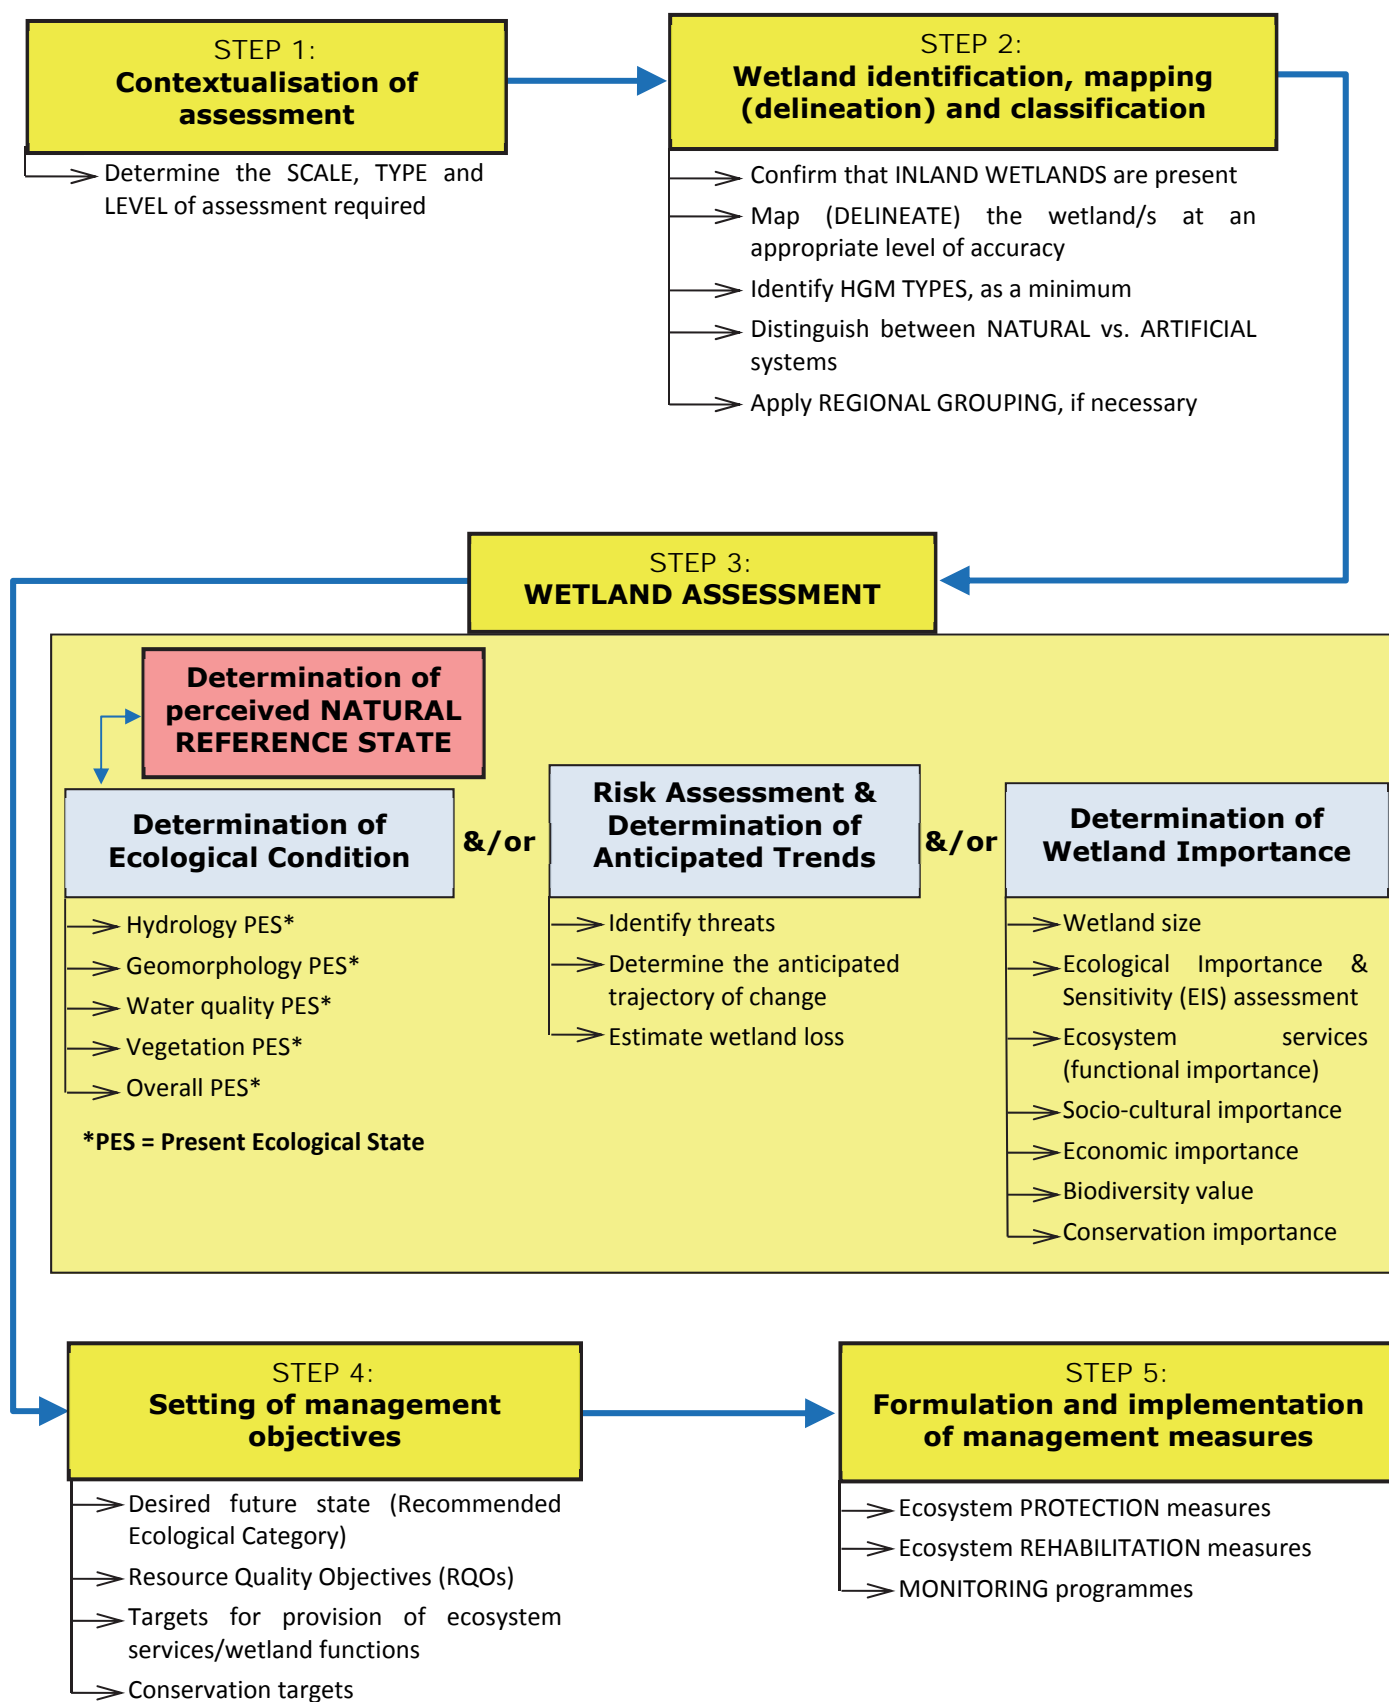 STEP 1:
Contextualisation of
assessment
Determine the SCALE, TYPE and
LEVEL of assessment required
STEP 2:
Wetland identification, mapping
(delineation) and classification
Confirm that INLAND WETLANDS are present
Map (DELINEATE) the wetland/s at an
appropriate level of accuracy
Identify HGM TYPES, as a minimum
Distinguish between NATURAL vs. ARTIFICIAL
systems
Apply REGIONAL GROUPING, if necessary
STEP 3:
WETLAND ASSESSMENT
Determination of
perceived NATURAL
REFERENCE STATE
Determination of
Ecological Condition
Hydrology PES*
Geomorphology PES*
Water quality PES*
Vegetation PES*
Overall PES*
*PES = Present Ecological State
&/or
Risk Assessment &
Determination of
Anticipated Trends
Identify threats
Determine the anticipated
trajectory of change
Estimate wetland loss
&/or
Determination of
Wetland Importance
Wetland size
Ecological Importance &
Sensitivity (EIS) assessment
Ecosystem services
(functional importance)
Socio-cultural importance
Economic importance
Biodiversity value
Conservation importance
STEP 4:
Setting of management
objectives
Desired future state (Recommended
Ecological Category)
Resource Quality Objectives (RQOs)
Targets for provision of ecosystem
services/wetland functions
Conservation targets
STEP 5:
Formulation and implementation
of management measures
Ecosystem PROTECTION measures
Ecosystem REHABILITATION measures
MONITORING programmes